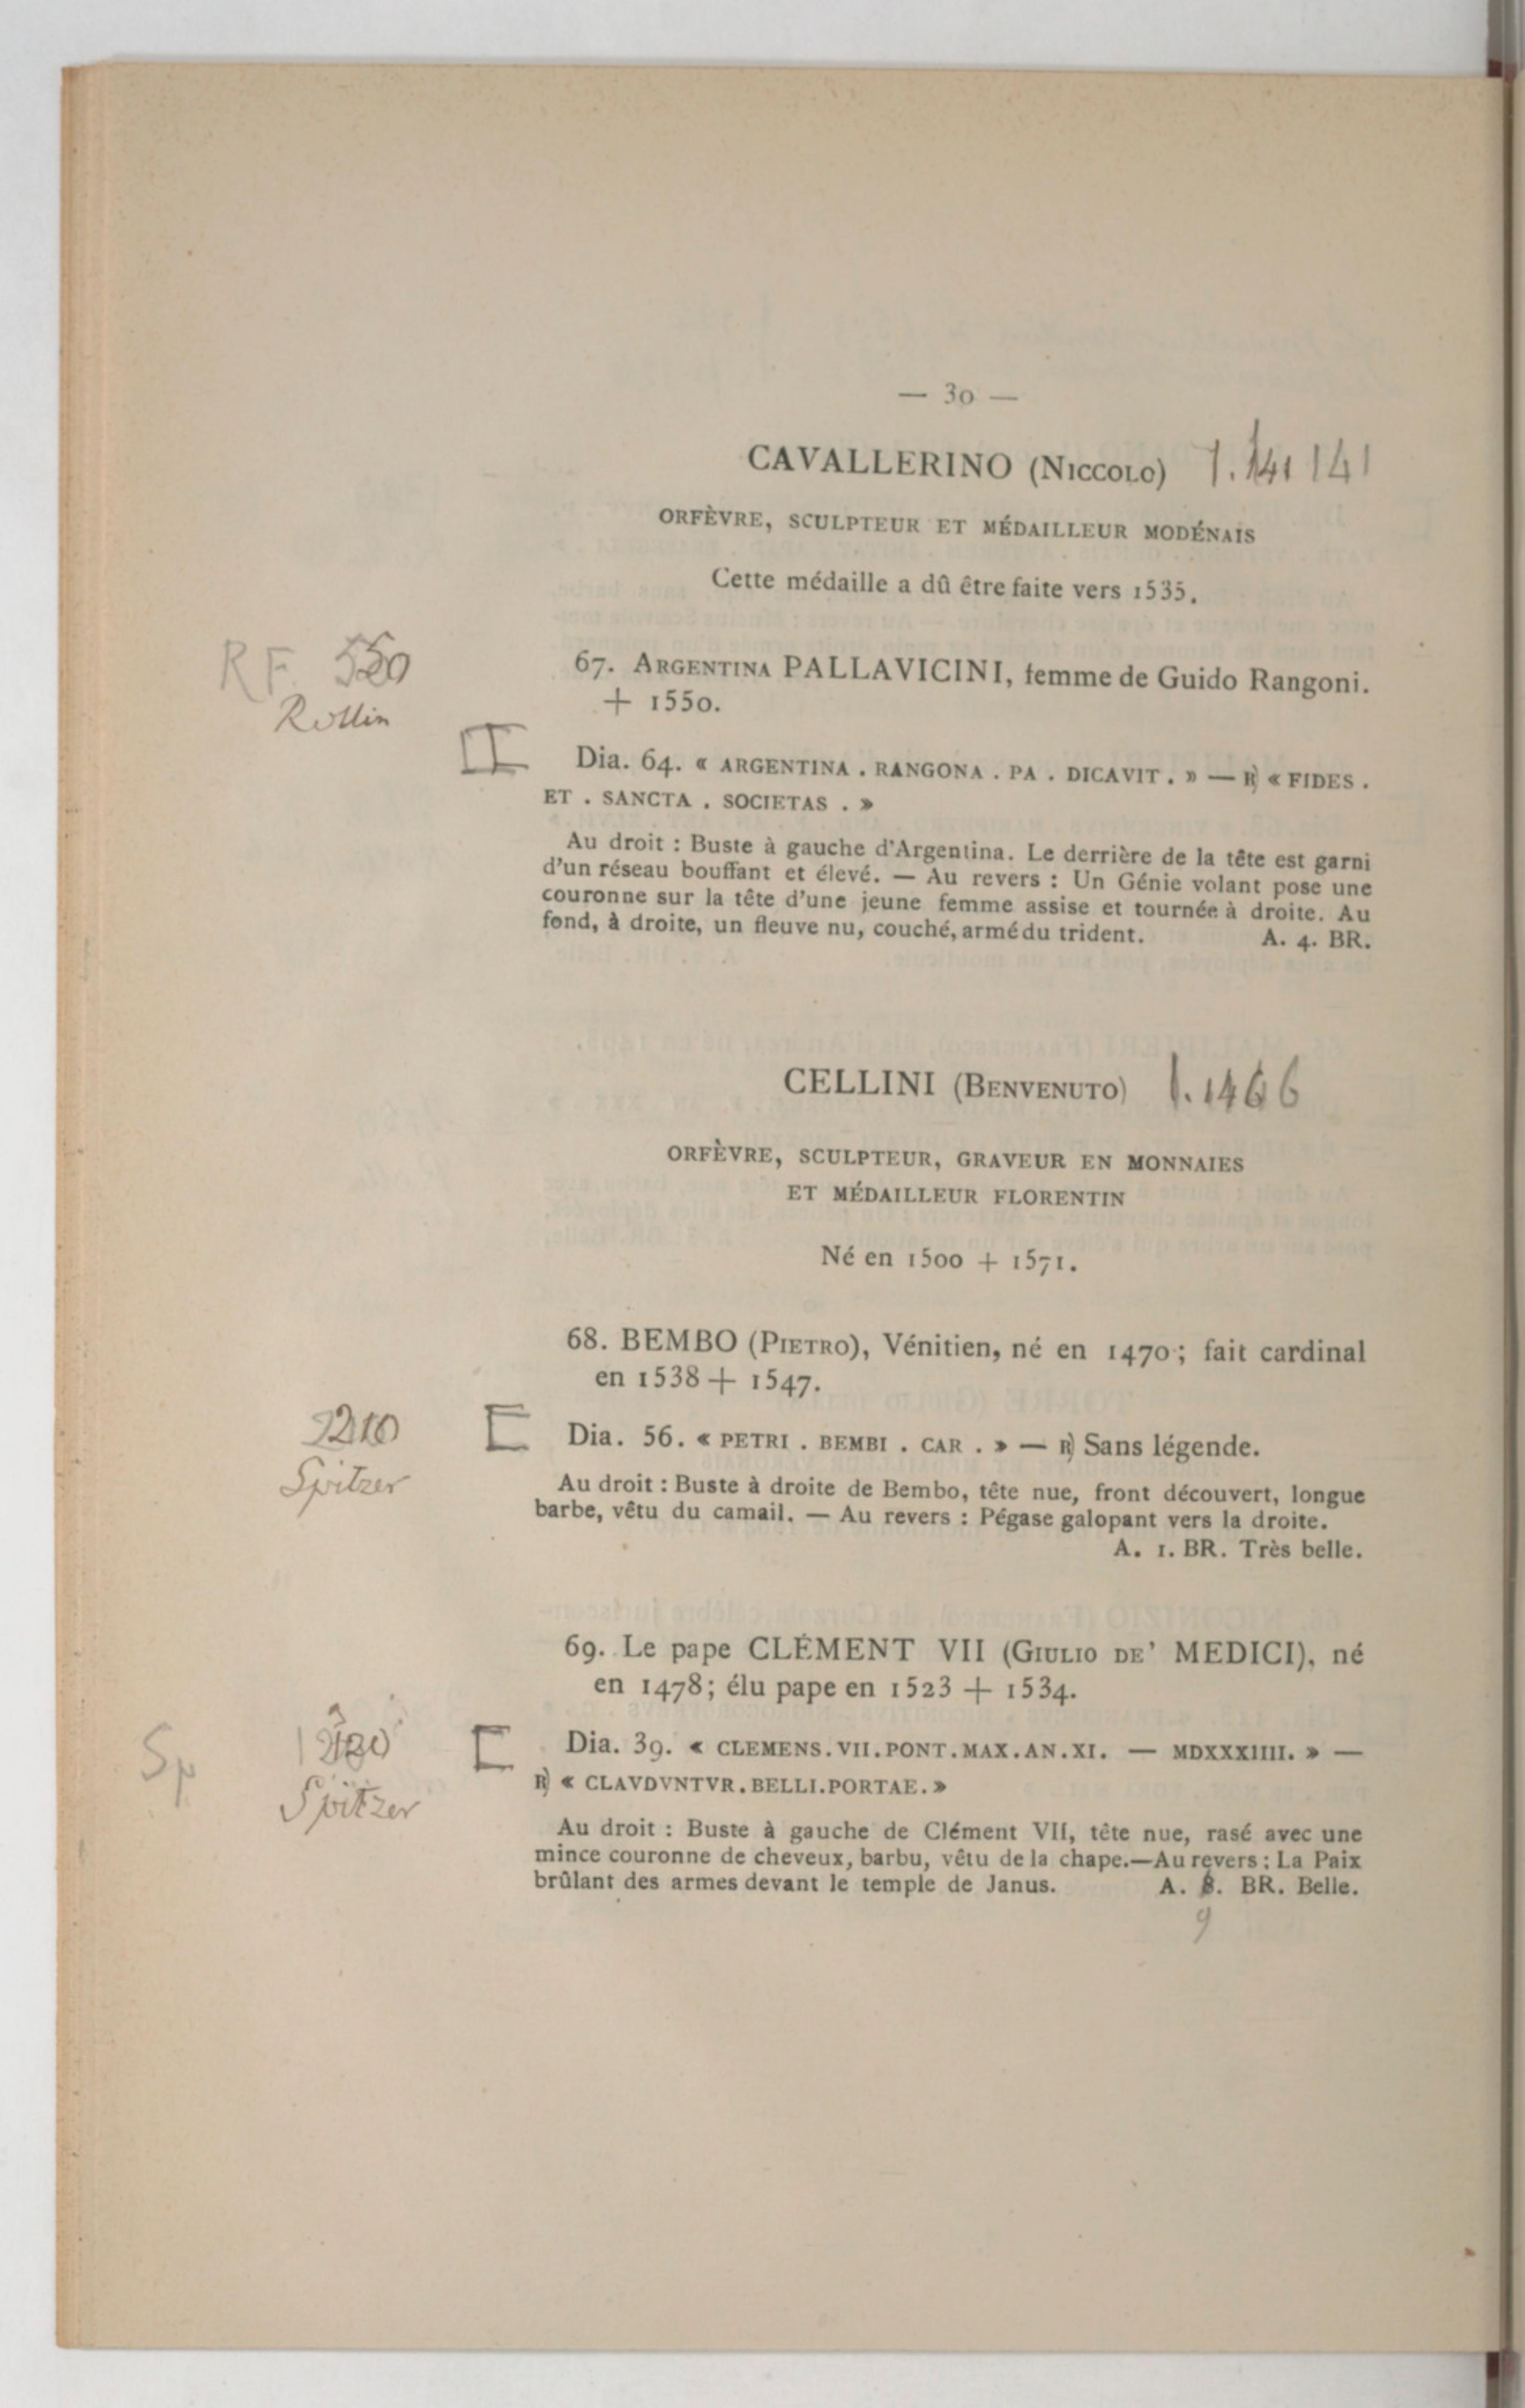 — 30 —
CAVALLERINO (Niccolo) 1. 141 141
ORFÈVRE, SCULPTEUR ET MÉDAILLEUR MODÉNAIS
Cette médaille a dû être faite vers 1535.
RF. 550
Rollin
67. Argentina PALLAVICINI, femme de Guido Rangoni.
+ 1550.
Dia. 64. « ARGENTINA . RANGONA . PA . DICAVIT . » — R) « FIDES .
ET . SANCTA . SOCIETAS . »
Au droit : Buste à gauche d'Argentina. Le derrière de la tête est garni
d'un réseau bouffant et élevé. — Au revers : Un Génie volant pose une
couronne sur la tête d'une jeune femme assise et tournée à droite. Au
fond, à droite, un fleuve nu, couché, armé du trident. A. 4. BR.
CELLINI (Benvenuto) 1. 146 6
ORFÈVRE, SCULPTEUR, GRAVEUR EN MONNAIES
ET MÉDAILLEUR FLORENTIN
Né en 1500 + 1571.
68. BEMBO (Pietro), Vénitien, né en 1470 ; fait cardinal
en 1538 + 1547.
2210
Spitzer
Dia. 56. « PETRI . BEMBI . CAR . » — R) Sans légende.
Au droit : Buste à droite de Bembo, tête nue, front découvert, longue
barbe, vêtu du camail. — Au revers : Pégase galopant vers la droite.
A. 1. BR. Très belle.
69. Le pape CLÉMENT VII (Giulio de' MEDICI), né
en 1478; élu pape en 1523 + 1534.
Sp
Spitzer
Dia. 39. « CLEMENS. VII. PONT. MAX. AN. XI. — MDXXXIIII. » —
R) « CLAVDVNTVR. BELLI. PORTAE. »
Au droit : Buste à gauche de Clément VII, tête nue, rasé avec une
mince couronne de cheveux, barbu, vêtu de la chape.—Au revers : La Paix
brûlant des armes devant le temple de Janus. A. 8. BR. Belle.
9